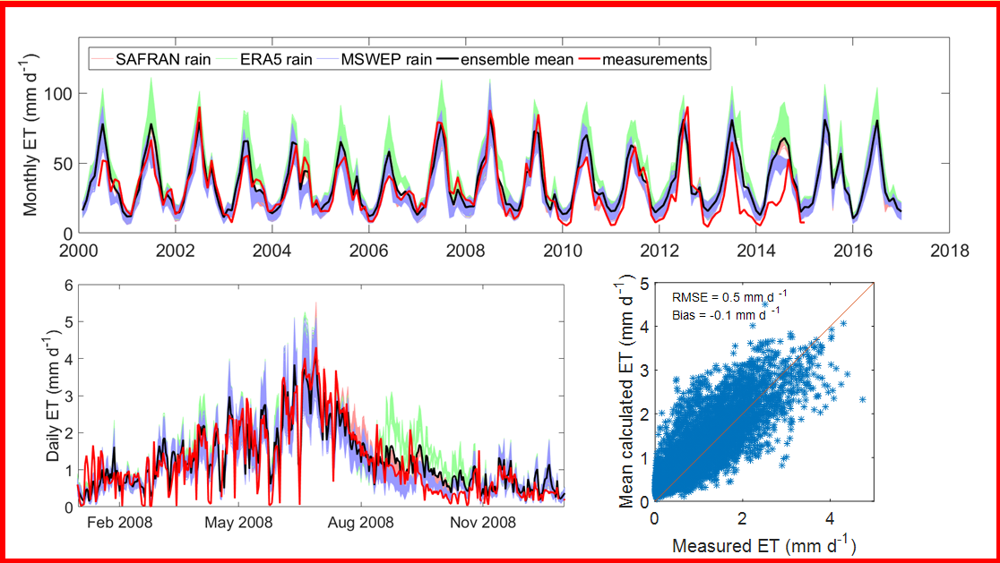 SAFRAN rain ERA5 rain MSWEP rain ensemble mean measurements
Monthly ET (mm d-1)
100
50
0
2000 2002 2004 2006 2008 2010 2012 2014 2016 2018
Daily ET (mm d-1)
6
5
4
3
2
1
0
Feb 2008 May 2008 Aug 2008 Nov 2008
Mean calculated ET (mm d-1)
RMSE = 0.5 mm d -1
Bias = -0.1 mm d -1
5
4
3
2
1
0
0 2 4
Measured ET (mm d-1)